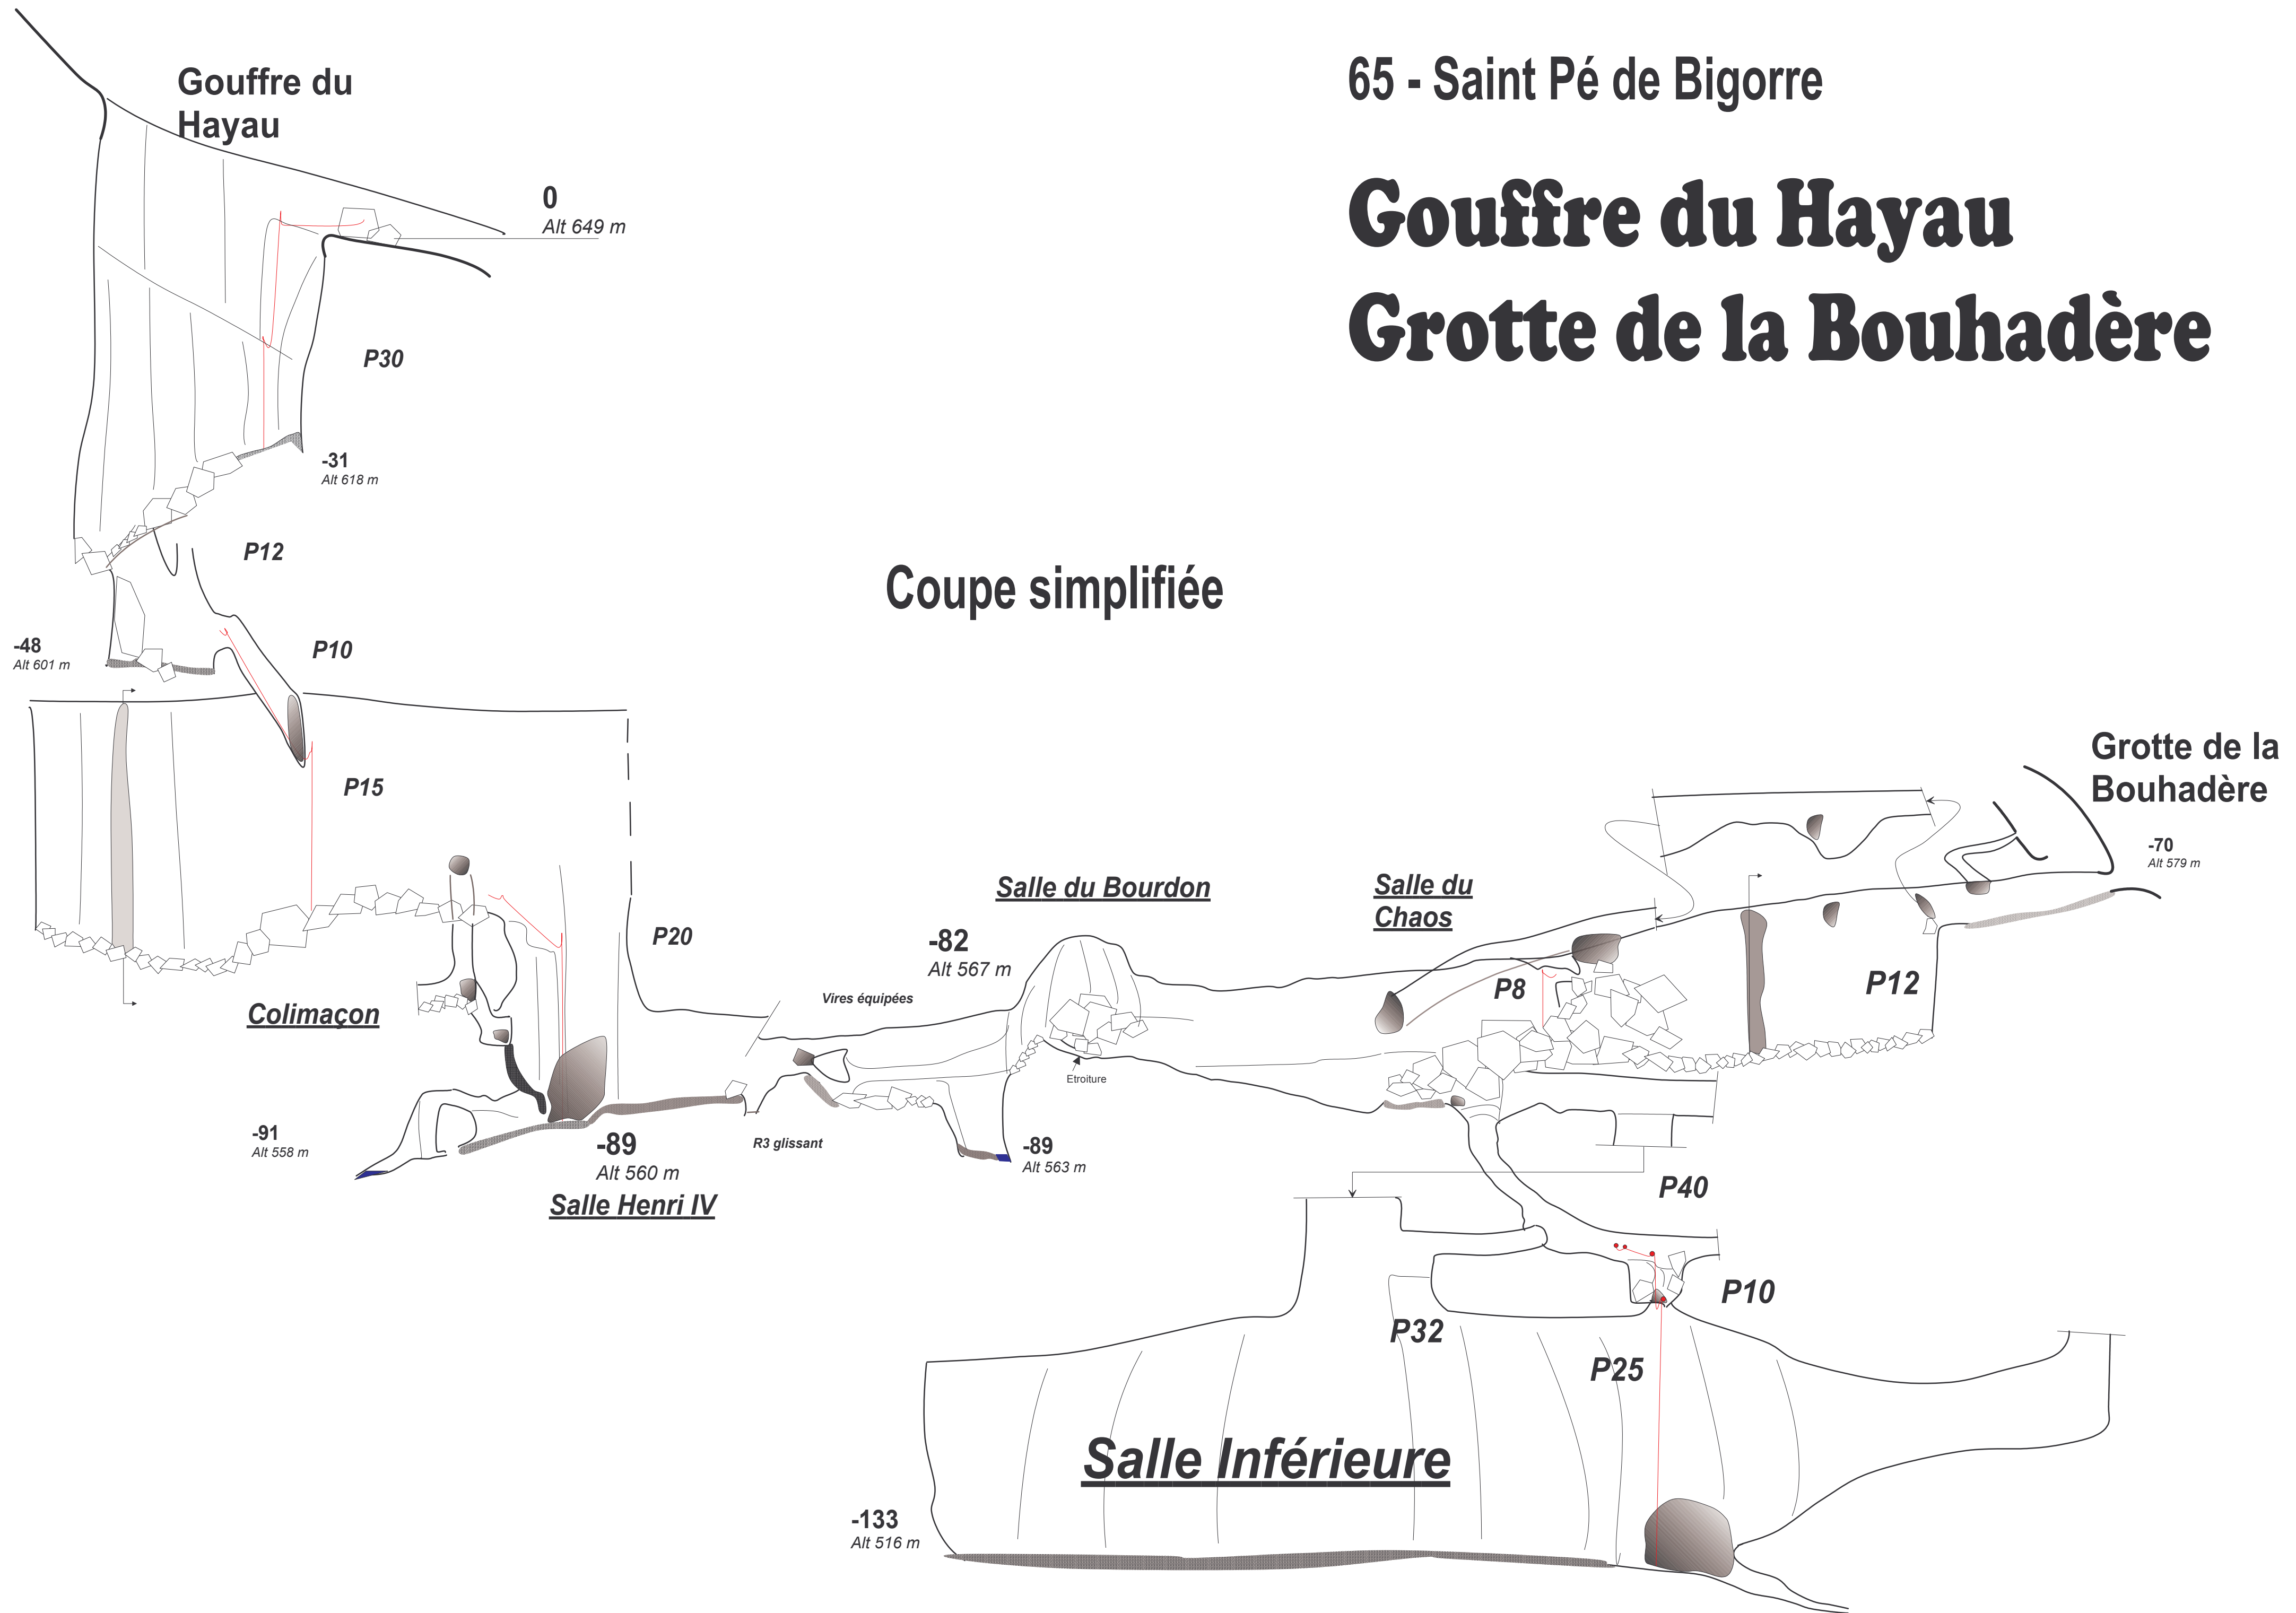 65 - Saint Pé de Bigorre
Gouffre du Hayau
Grotte de la Bouhadère
Coupe simplifiée
Gouffre du
Hayau
0
Alt 649 m
P30
-31
Alt 618 m
P12
-48
Alt 601 m
P10
P15
P20
Colimaçon
-91
Alt 558 m
-89
Alt 560 m
Salle Henri IV
R3 glissant
Vires équipées
-82
Alt 567 m
Salle du Bourdon
Etroiture
-89
Alt 563 m
Salle du
Chaos
P8
P12
Grotte de la
Bouhadère
-70
Alt 579 m
P40
P10
P32
P25
Salle Inférieure
-133
Alt 516 m